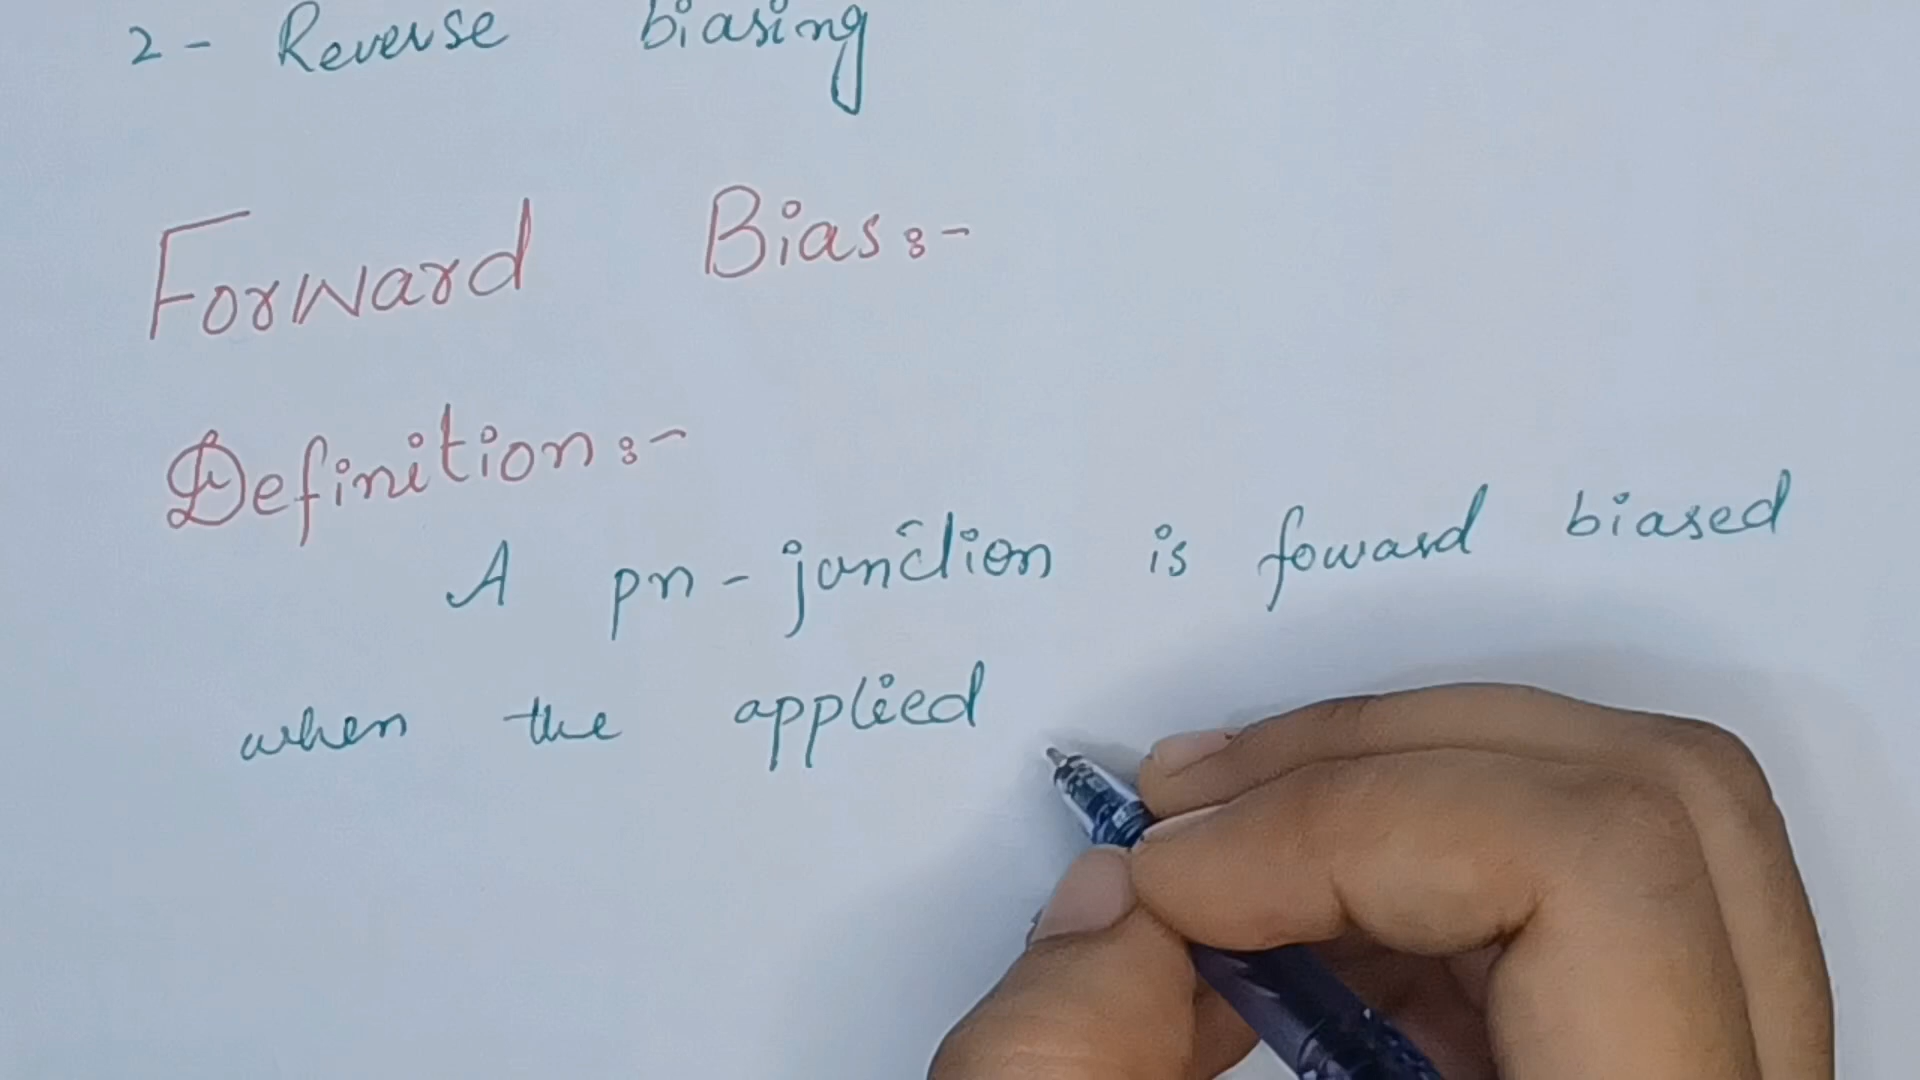 2- Reverse biasing
Forward Bias:-
Definition:-
A pn-junction is foward biased
when the applied